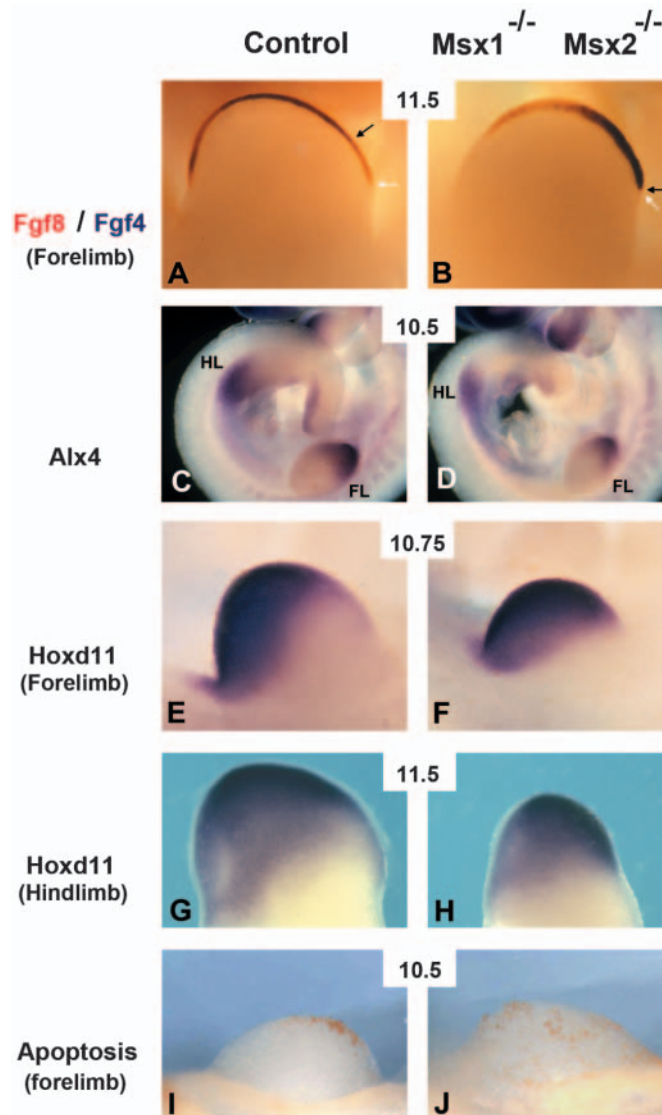 Control Msx1 -/- Msx2 -/-
11.5
Fgf8 / Fgf4
(Forelimb)
A B
10.5
HL HL
Alx4
C FL D FL
10.75
Hoxd11
(Forelimb)
E F
11.5
Hoxd11
(Hindlimb)
G H
10.5
Apoptosis
(forelimb)
I J